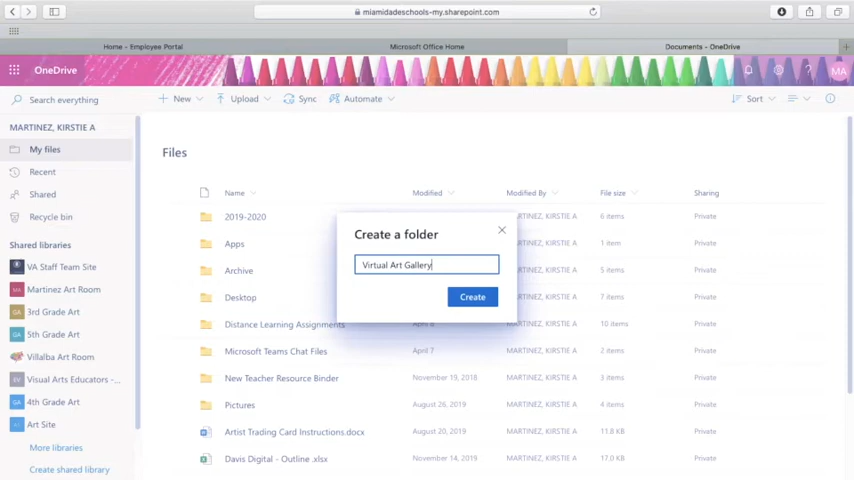 miamidadeschools-my.sharepoint.com
Home - Employee Portal
Microsoft Office Home
Documents - OneDrive
OneDrive
MA
Search everything
New
Upload
Sync
Automate
Sort
MARTINEZ, KIRSTIE A
My files
Recent
Shared
Recycle bin
Shared libraries
VA Staff Team Site
MA Martinez Art Room
3A 3rd Grade Art
5A 5th Grade Art
Villalba Art Room
EV Visual Arts Educators -...
4A 4th Grade Art
Art Site
More libraries
Create shared library
Files
Name Modified Modified By File size Sharing
2019-2020 MARTINEZ, KIRSTIE A 6 items Private
Apps MARTINEZ, KIRSTIE A 1 item Private
Archive MARTINEZ, KIRSTIE A 5 items Private
Desktop MARTINEZ, KIRSTIE A 7 items Private
Distance Learning Assignments April 8 MARTINEZ, KIRSTIE A 10 items Private
Microsoft Teams Chat Files April 7 MARTINEZ, KIRSTIE A 2 items Private
New Teacher Resource Binder November 19, 2018 MARTINEZ, KIRSTIE A 3 items Private
Pictures August 26, 2019 MARTINEZ, KIRSTIE A 4 items Private
Artist Trading Card Instructions.docx August 20, 2019 MARTINEZ, KIRSTIE A 11.8 KB Private
Davis Digital - Outline .xlsx November 14, 2019 MARTINEZ, KIRSTIE A 17.0 KB Private
Create a folder
Virtual Art Gallery
Create